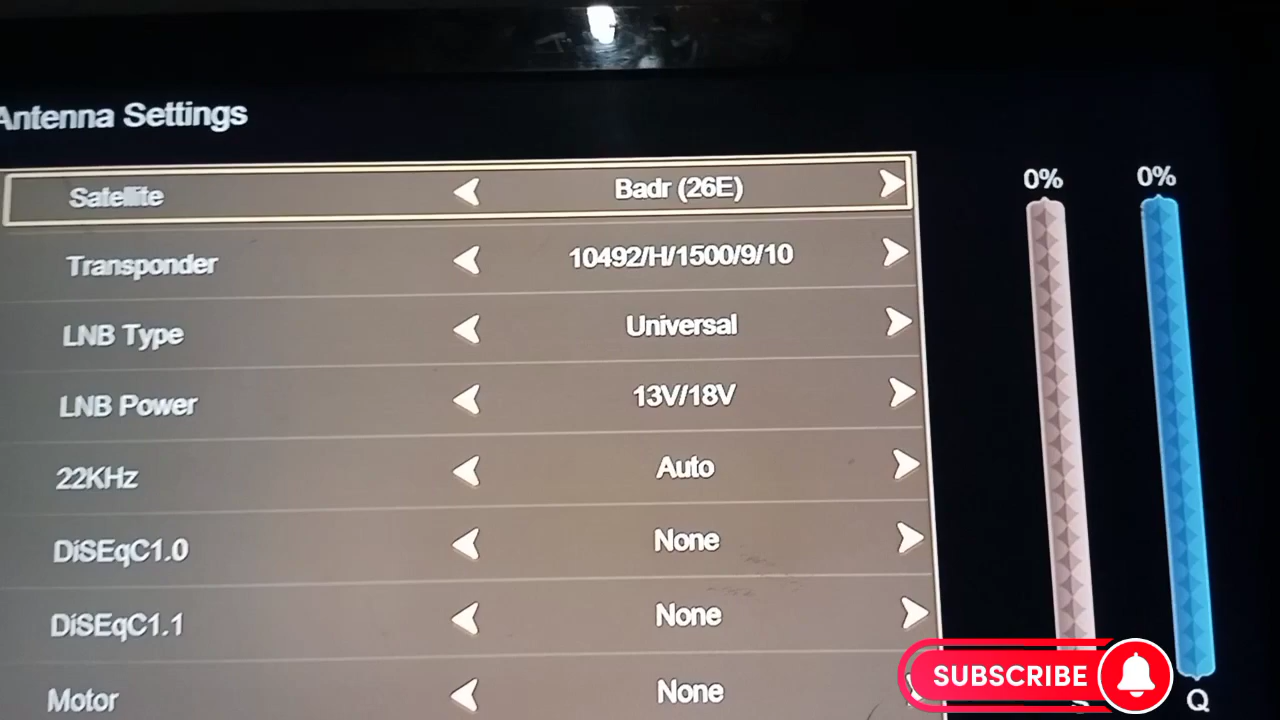 Antenna Settings
Satellite Badr (26E)
Transponder 10492/H/1500/9/10
LNB Type Universal
LNB Power 13V/18V
22KHz Auto
DiSEqC1.0 None
DiSEqC1.1 None
Motor None
0% 0%
Q
SUBSCRIBE